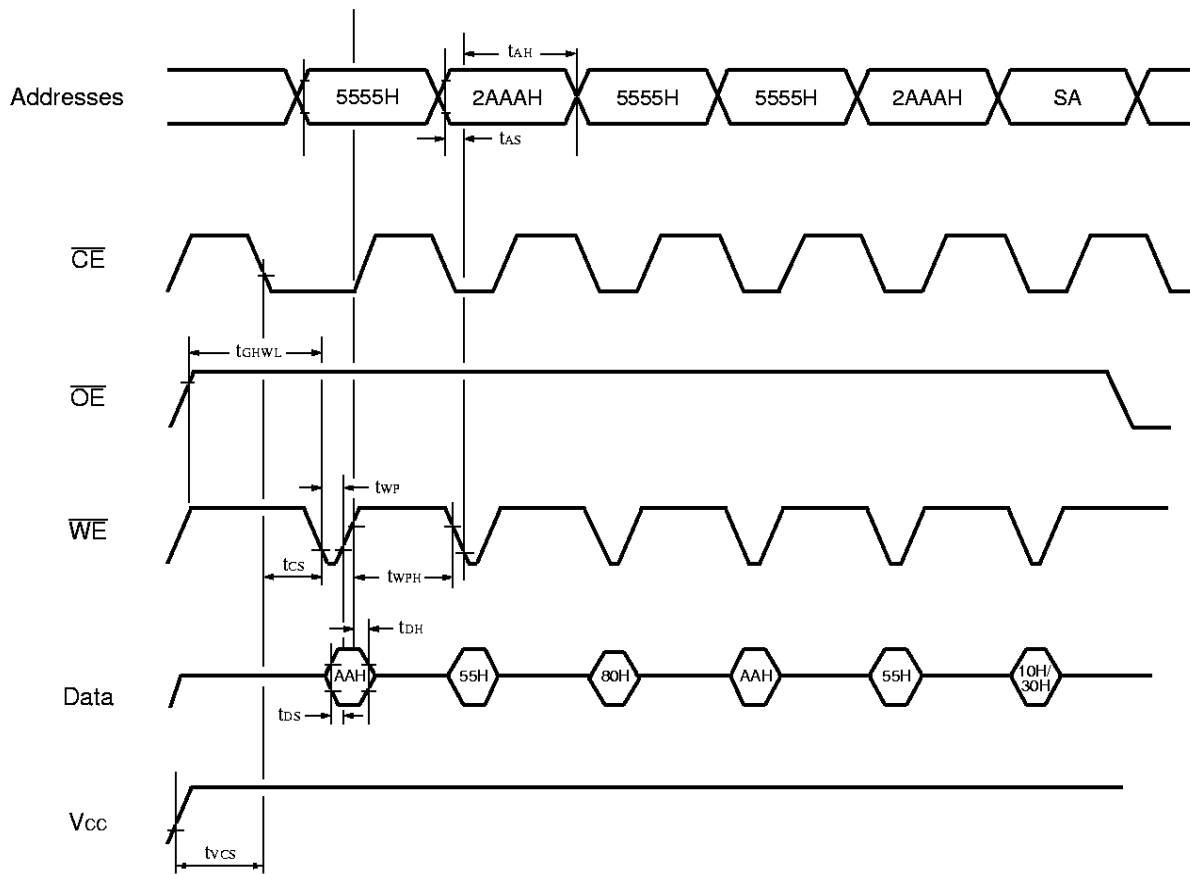 tAH
Addresses 5555H 2AAAH 5555H 5555H 2AAAH SA
tAS
CE
tGHWL
OE
tWP
WE
tCS tWPH
tDH
Data AAH 55H 80H AAH 55H 10H/
30H
tDS
VCC
tVCS